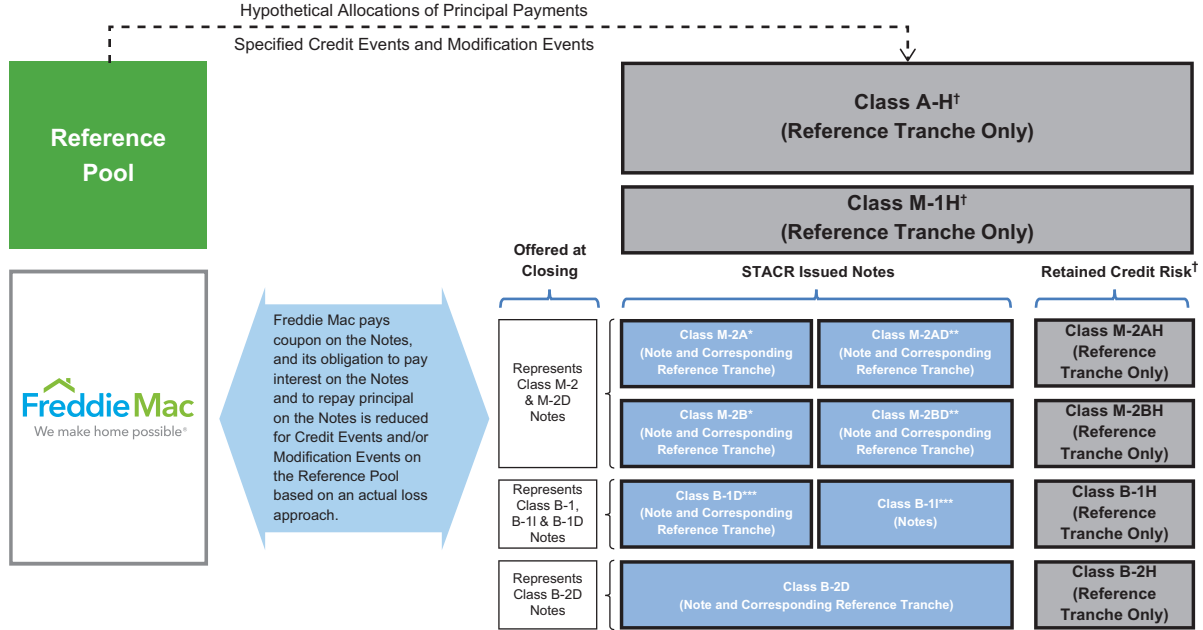 Hypothetical Allocations of Principal Payments
Specified Credit Events and Modification Events
Reference
Pool
Class A-H†
(Reference Tranche Only)
Class M-1H†
(Reference Tranche Only)
Offered at
Closing
STACR Issued Notes
Retained Credit Risk†
Freddie Mac
We make home possible®
Freddie Mac pays
coupon on the Notes,
and its obligation to pay
interest on the Notes
and to repay principal
on the Notes is reduced
for Credit Events and/or
Modification Events on
the Reference Pool
based on an actual loss
approach.
Represents
Class M-2
& M-2D
Notes
Class M-2A*
(Note and Corresponding
Reference Tranche)
Class M-2AD**
(Note and Corresponding
Reference Tranche)
Class M-2AH
(Reference
Tranche Only)
Class M-2B*
(Note and Corresponding
Reference Tranche)
Class M-2BD**
(Note and Corresponding
Reference Tranche)
Class M-2BH
(Reference
Tranche Only)
Represents
Class B-1,
B-1I & B-1D
Notes
Class B-1D***
(Note and Corresponding
Reference Tranche)
Class B-1I***
(Notes)
Class B-1H
(Reference
Tranche Only)
Represents
Class B-2D
Notes
Class B-2D
(Note and Corresponding Reference Tranche)
Class B-2H
(Reference
Tranche Only)